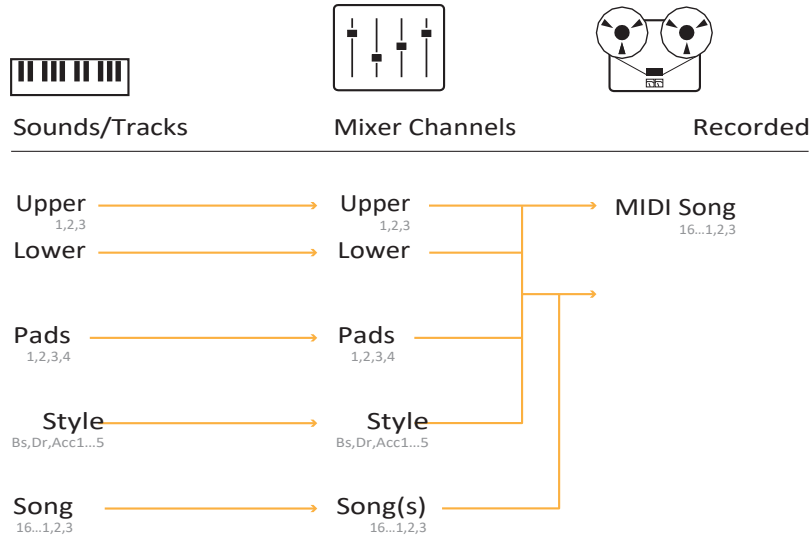 Sounds/Tracks Mixer Channels Recorded
Upper Upper MIDI Song
1,2,3 1,2,3 16...1,2,3
Lower Lower
Pads Pads
1,2,3,4 1,2,3,4
Style Style
Bs,Dr,Acc1...5 Bs,Dr,Acc1...5
Song Song(s)
16...1,2,3 16...1,2,3